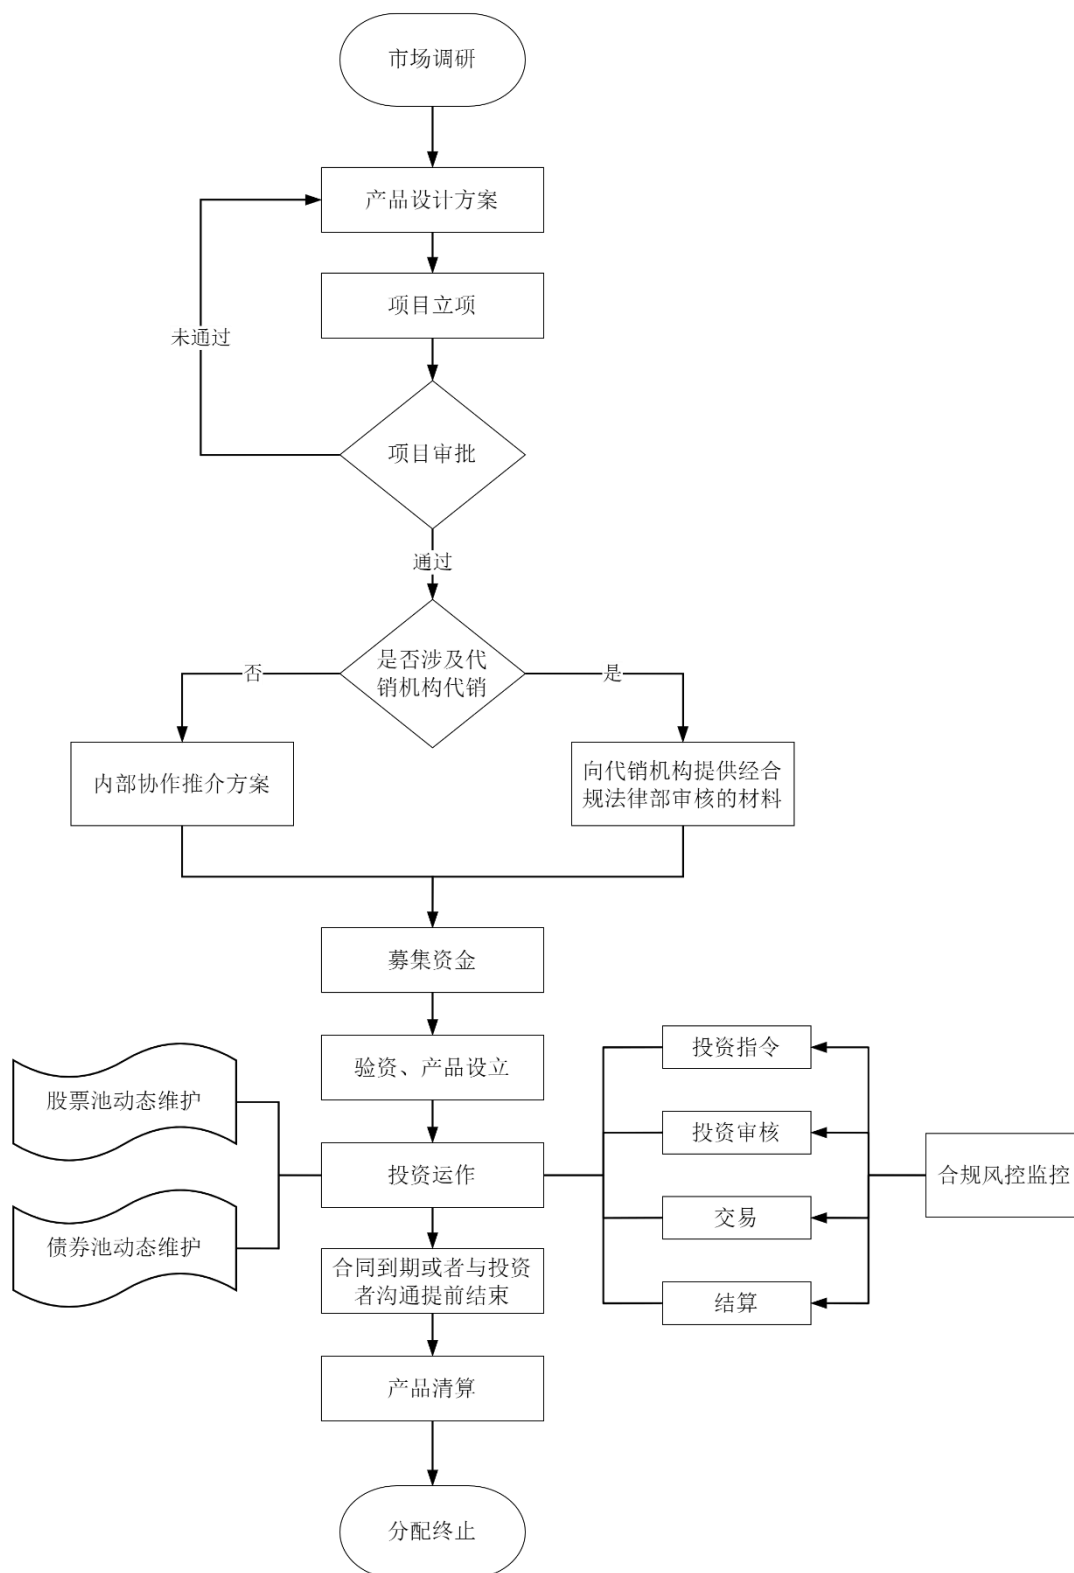 市场调研
产品设计方案
项目立项
未通过
项目审批
通过
是否涉及代
销机构代销
否
是
内部协作推介方案
向代销机构提供经合
规法律部审核的材料
募集资金
验资、产品设立
投资指令
股票池动态维护
投资审核
投资运作
合规风控监控
交易
债券池动态维护
合同到期或者与投资
者沟通提前结束
结算
产品清算
分配终止